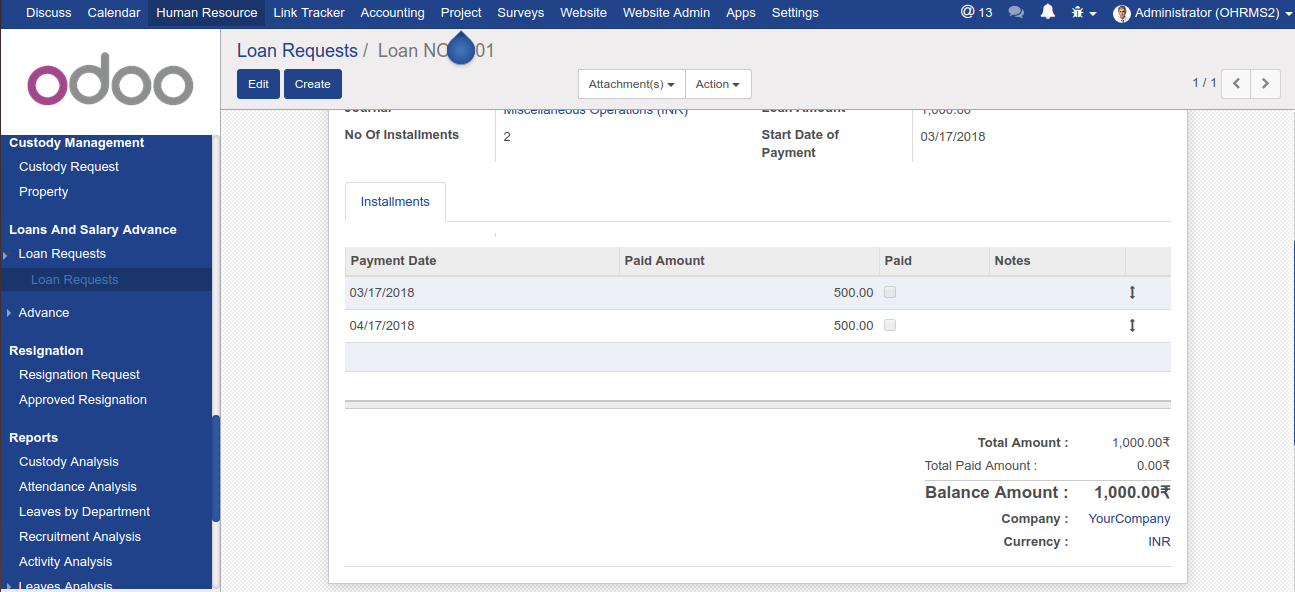 Discuss Calendar Human Resource Link Tracker Accounting Project Surveys Website Website Admin Apps Settings @ 13 Administrator (OHRMS2)
odoo
Loan Requests / Loan NO 01
Edit Create Attachment(s) Action 1 / 1
Custody Management
Custody Request
Property
Loans And Salary Advance
Loan Requests
Loan Requests
Advance
Resignation
Resignation Request
Approved Resignation
Reports
Custody Analysis
Attendance Analysis
Leaves by Department
Recruitment Analysis
Activity Analysis
Leaves Analysis
Journal Miscellaneous Operations (INR) Loan Amount 1,000.00
No Of Installments 2 Start Date of Payment 03/17/2018
Installments
Payment Date Paid Amount Paid Notes
03/17/2018 500.00
04/17/2018 500.00
Total Amount : 1,000.00₹
Total Paid Amount : 0.00₹
Balance Amount : 1,000.00₹
Company : YourCompany
Currency : INR